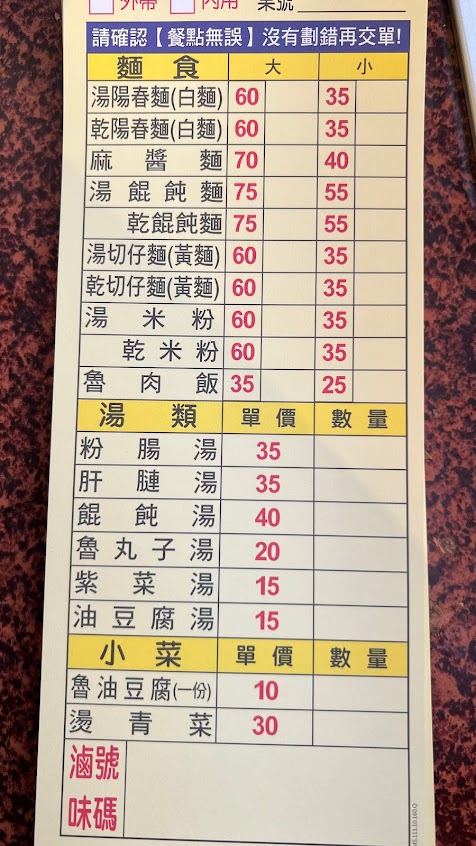 外帶 內用 桌號
請確認【餐點無誤】沒有劃錯再交單!
麵食 大 小
湯陽春麵(白麵) 60 35
乾陽春麵(白麵) 60 35
麻醬麵 70 40
湯餛飩麵 75 55
乾餛飩麵 75 55
湯切仔麵(黃麵) 60 35
乾切仔麵(黃麵) 60 35
湯米粉 60 35
乾米粉 60 35
魯肉飯 35 25
湯類 單價 數量
粉腸湯 35
肝腱湯 35
餛飩湯 40
魯丸子湯 20
紫菜湯 15
油豆腐湯 15
小菜 單價 數量
魯油豆腐(一份) 10
燙青菜 30
滷號
味碼